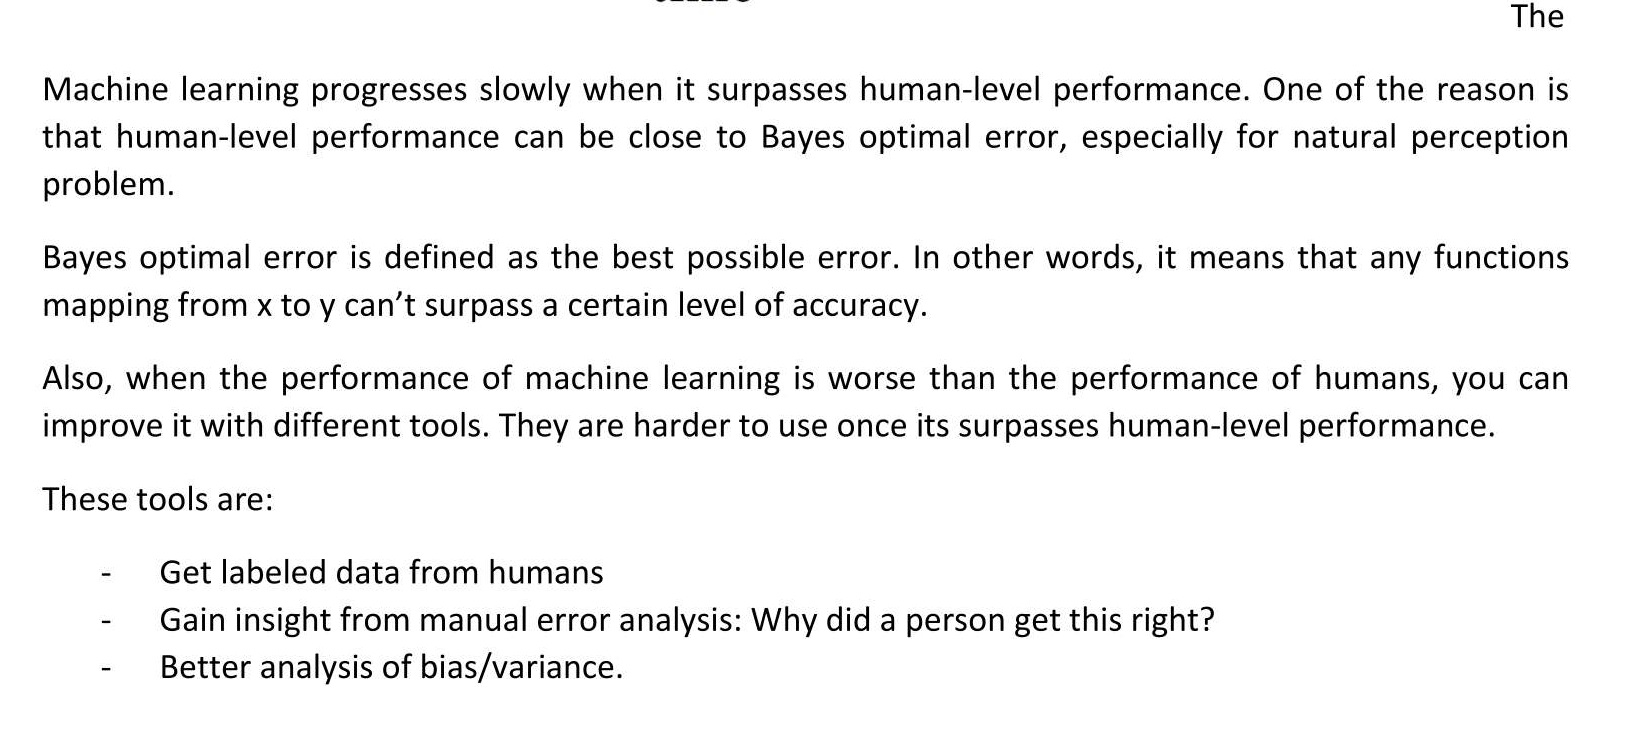 The
Machine learning progresses slowly when it surpasses human-level performance. One of the reason is
that human-level performance can be close to Bayes optimal error, especially for natural perception
problem.
Bayes optimal error is defined as the best possible error. In other words, it means that any functions
mapping from x to y can’t surpass a certain level of accuracy.
Also, when the performance of machine learning is worse than the performance of humans, you can
improve it with different tools. They are harder to use once its surpasses human-level performance.
These tools are:
- Get labeled data from humans
- Gain insight from manual error analysis: Why did a person get this right?
- Better analysis of bias/variance.